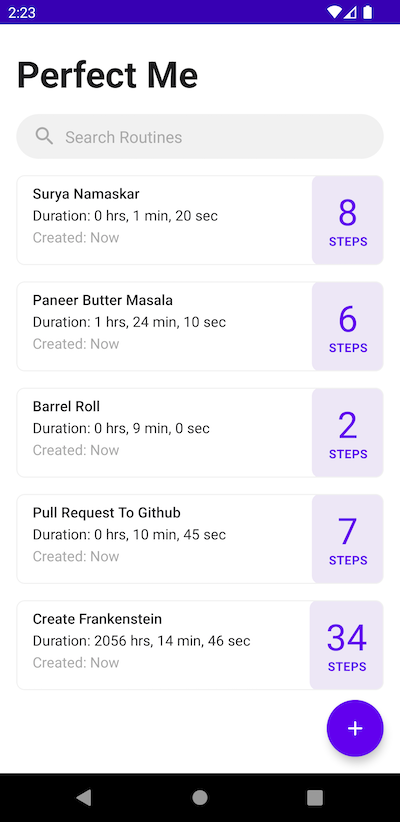 2:23
Perfect Me
Search Routines
Surya Namaskar
Duration: 0 hrs, 1 min, 20 sec
Created: Now
8
STEPS
Paneer Butter Masala
Duration: 1 hrs, 24 min, 10 sec
Created: Now
6
STEPS
Barrel Roll
Duration: 0 hrs, 9 min, 0 sec
Created: Now
2
STEPS
Pull Request To Github
Duration: 0 hrs, 10 min, 45 sec
Created: Now
7
STEPS
Create Frankenstein
Duration: 2056 hrs, 14 min, 46 sec
Created: Now
34
STEPS
+